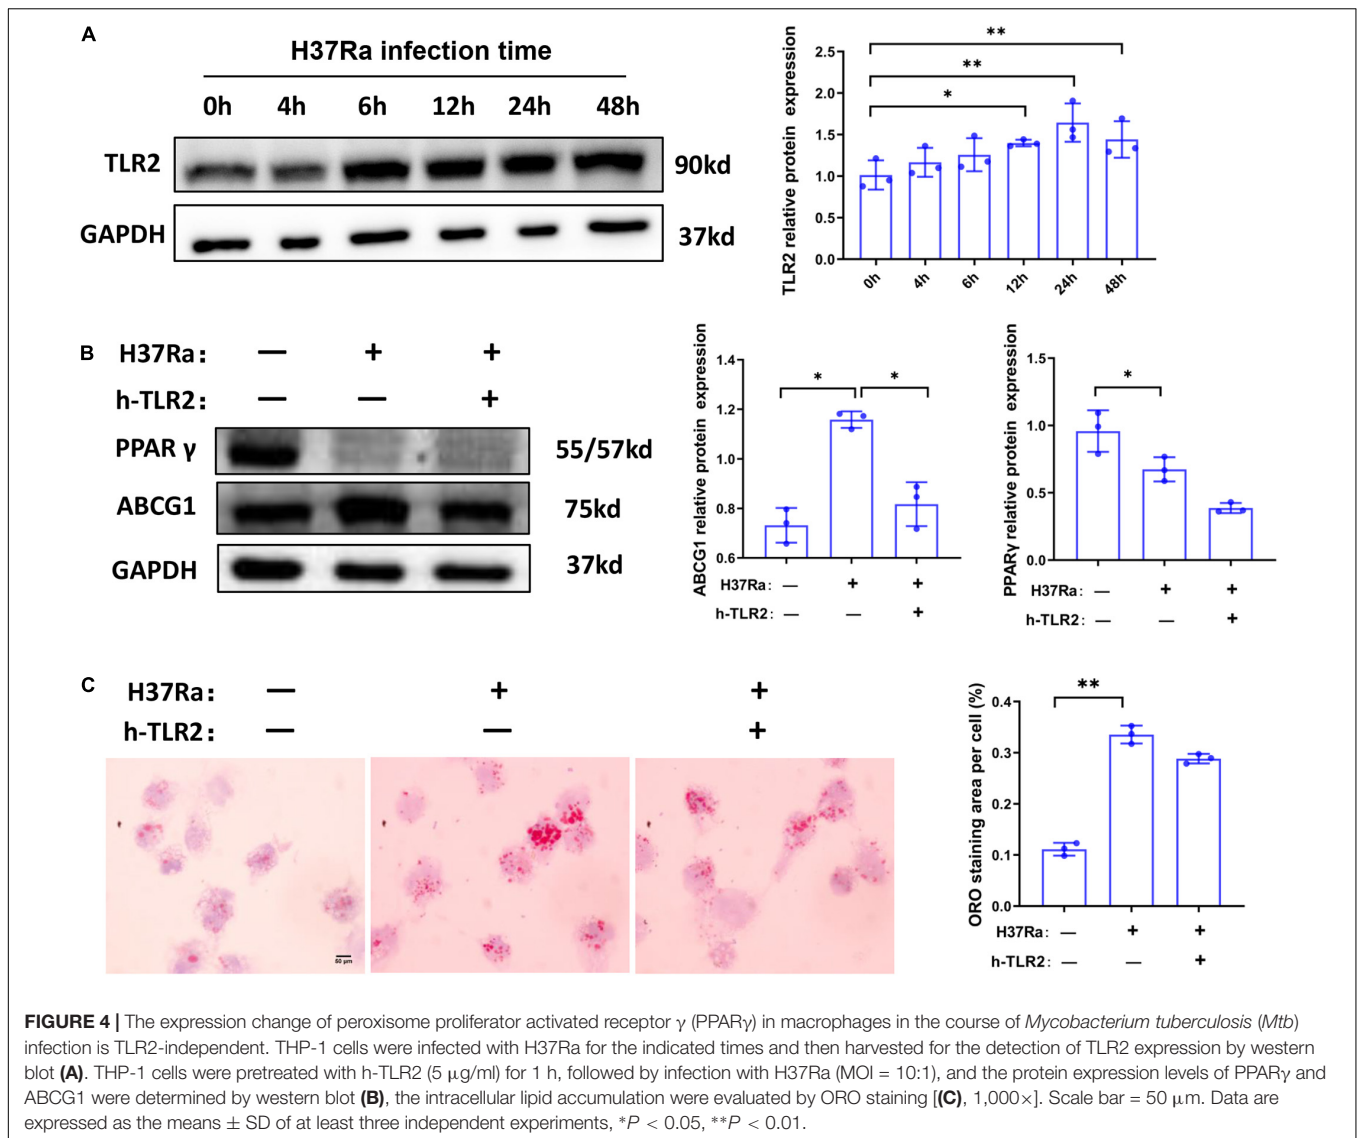 A
H37Ra infection time
0h 4h 6h 12h 24h 48h
TLR2
90kd
GAPDH
37kd
TLR2 relative protein expression
2.5
2.0
1.5
1.0
0.5
0.0
**
**
*
0h 4h 6h 12h 24h 48h
B
H37Ra: — + +
h-TLR2: — — +
PPAR γ
55/57kd
ABCG1
75kd
GAPDH
37kd
ABCG1 relative protein expression
1.4
1.2
1.0
0.8
0.6
* *
H37Ra: — + +
h-TLR2: — — +
PPARγ relative protein expression
1.5
1.0
0.5
0.0
*
H37Ra: — + +
h-TLR2: — — +
C
H37Ra: — + +
h-TLR2: — — +
50 μm
ORO staining area per cell (%)
0.4
0.3
0.2
0.1
0.0
**
H37Ra: — + +
h-TLR2: — — +
FIGURE 4 | The expression change of peroxisome proliferator activated receptor γ (PPARγ) in macrophages in the course of Mycobacterium tuberculosis (Mtb)
infection is TLR2-independent. THP-1 cells were infected with H37Ra for the indicated times and then harvested for the detection of TLR2 expression by western
blot (A). THP-1 cells were pretreated with h-TLR2 (5 μg/ml) for 1 h, followed by infection with H37Ra (MOI = 10:1), and the protein expression levels of PPARγ and
ABCG1 were determined by western blot (B), the intracellular lipid accumulation were evaluated by ORO staining [(C), 1,000×]. Scale bar = 50 μm. Data are
expressed as the means ± SD of at least three independent experiments, *P < 0.05, **P < 0.01.